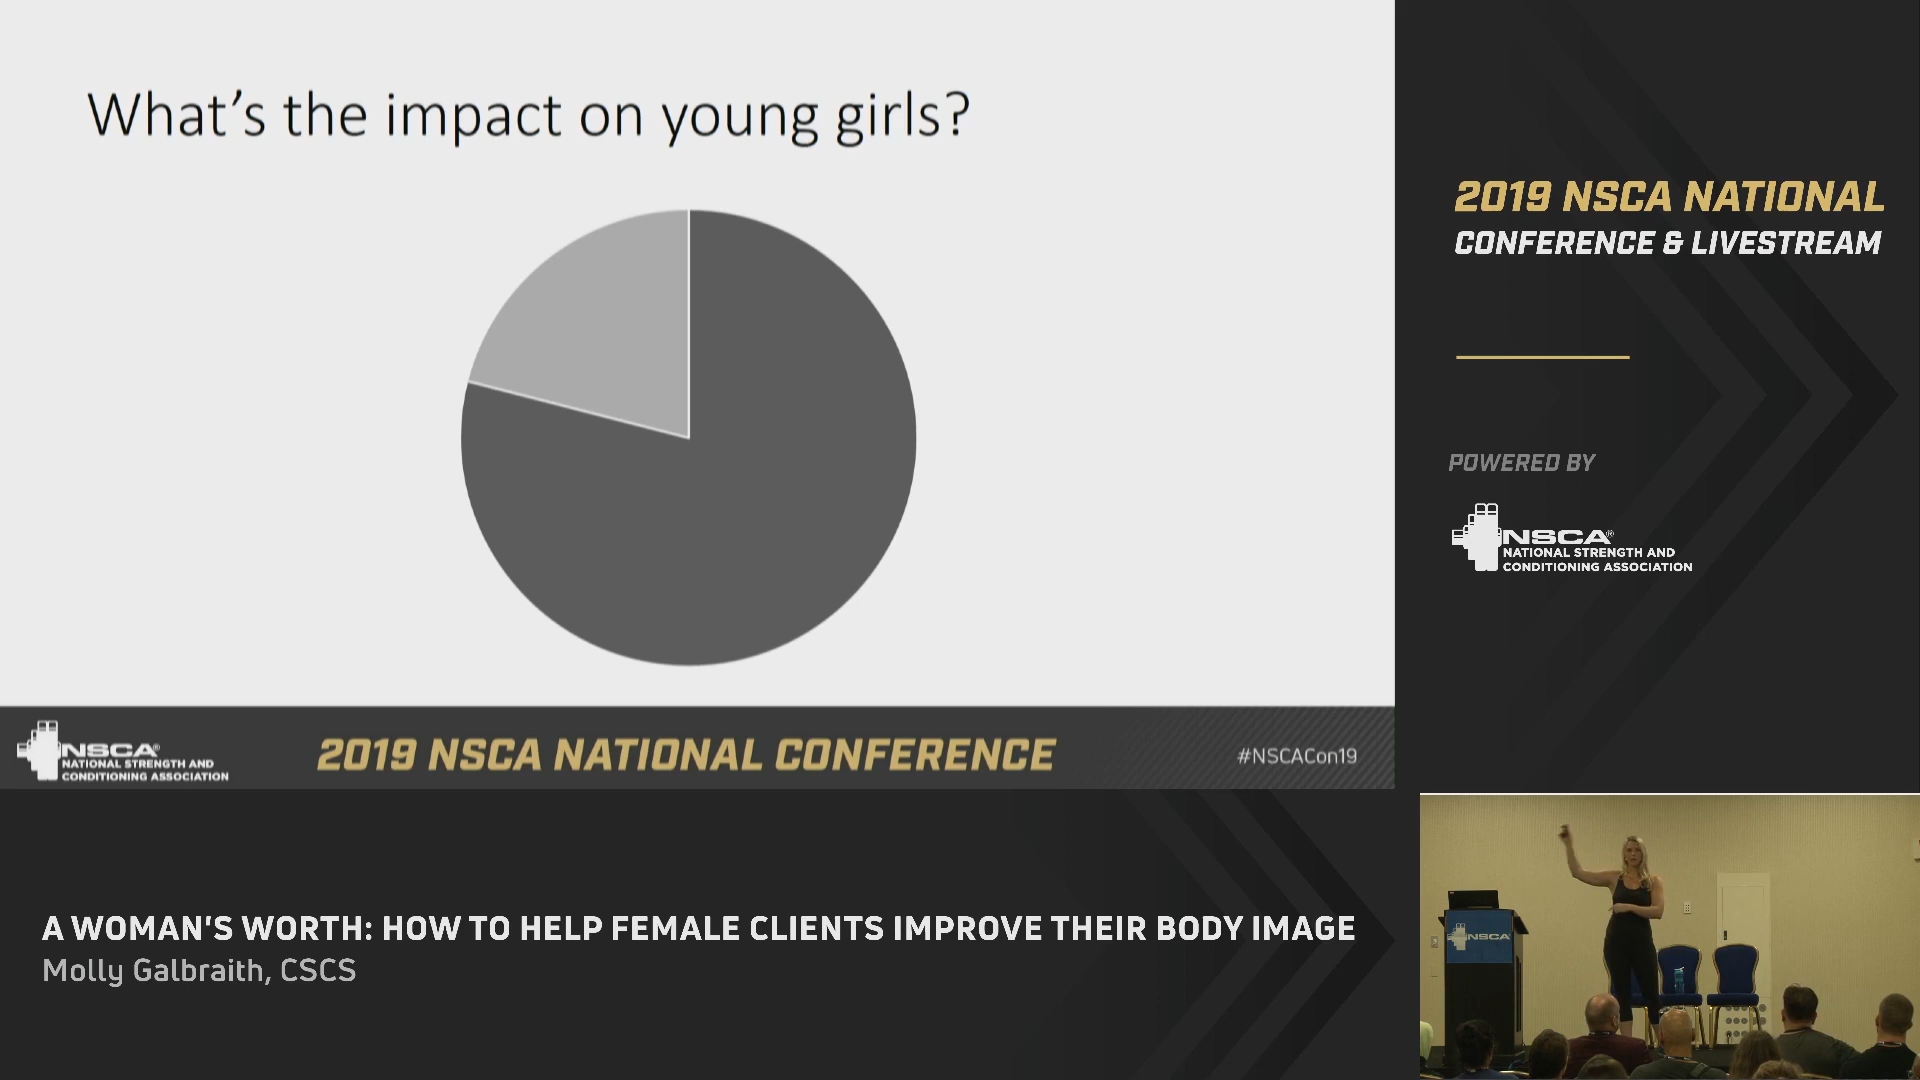 What's the impact on young girls?
NSCA®
NATIONAL STRENGTH AND
CONDITIONING ASSOCIATION
2019 NSCA NATIONAL CONFERENCE
#NSCACon19
A WOMAN'S WORTH: HOW TO HELP FEMALE CLIENTS IMPROVE THEIR BODY IMAGE
Molly Galbraith, CSCS
2019 NSCA NATIONAL
CONFERENCE & LIVESTREAM
POWERED BY
NSCA®
NATIONAL STRENGTH AND
CONDITIONING ASSOCIATION
NSCA